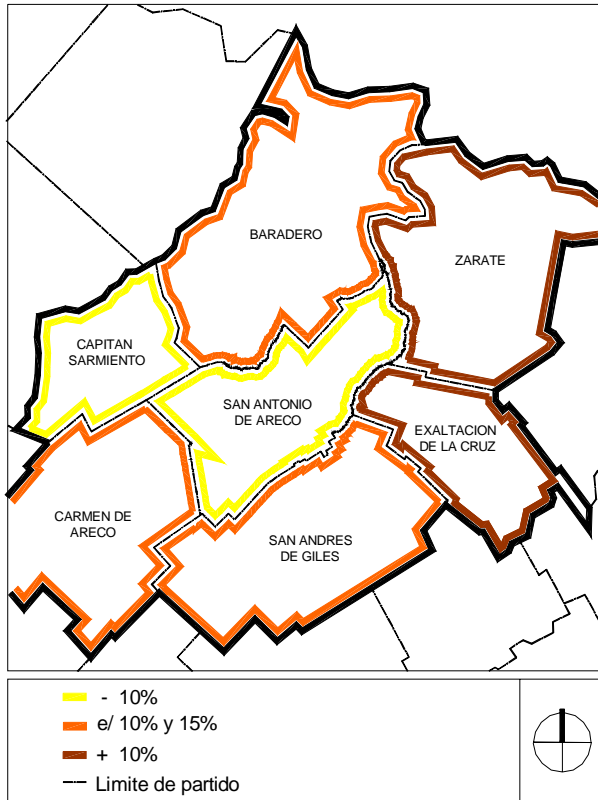 BARADERO
ZARATE
CAPITAN
SARMIENTO
SAN ANTONIO
DE ARECO
EXALTACION
DE LA CRUZ
CARMEN DE
ARECO
SAN ANDRES
DE GILES
- 10%
e/ 10% y 15%
+ 10%
Limite de partido